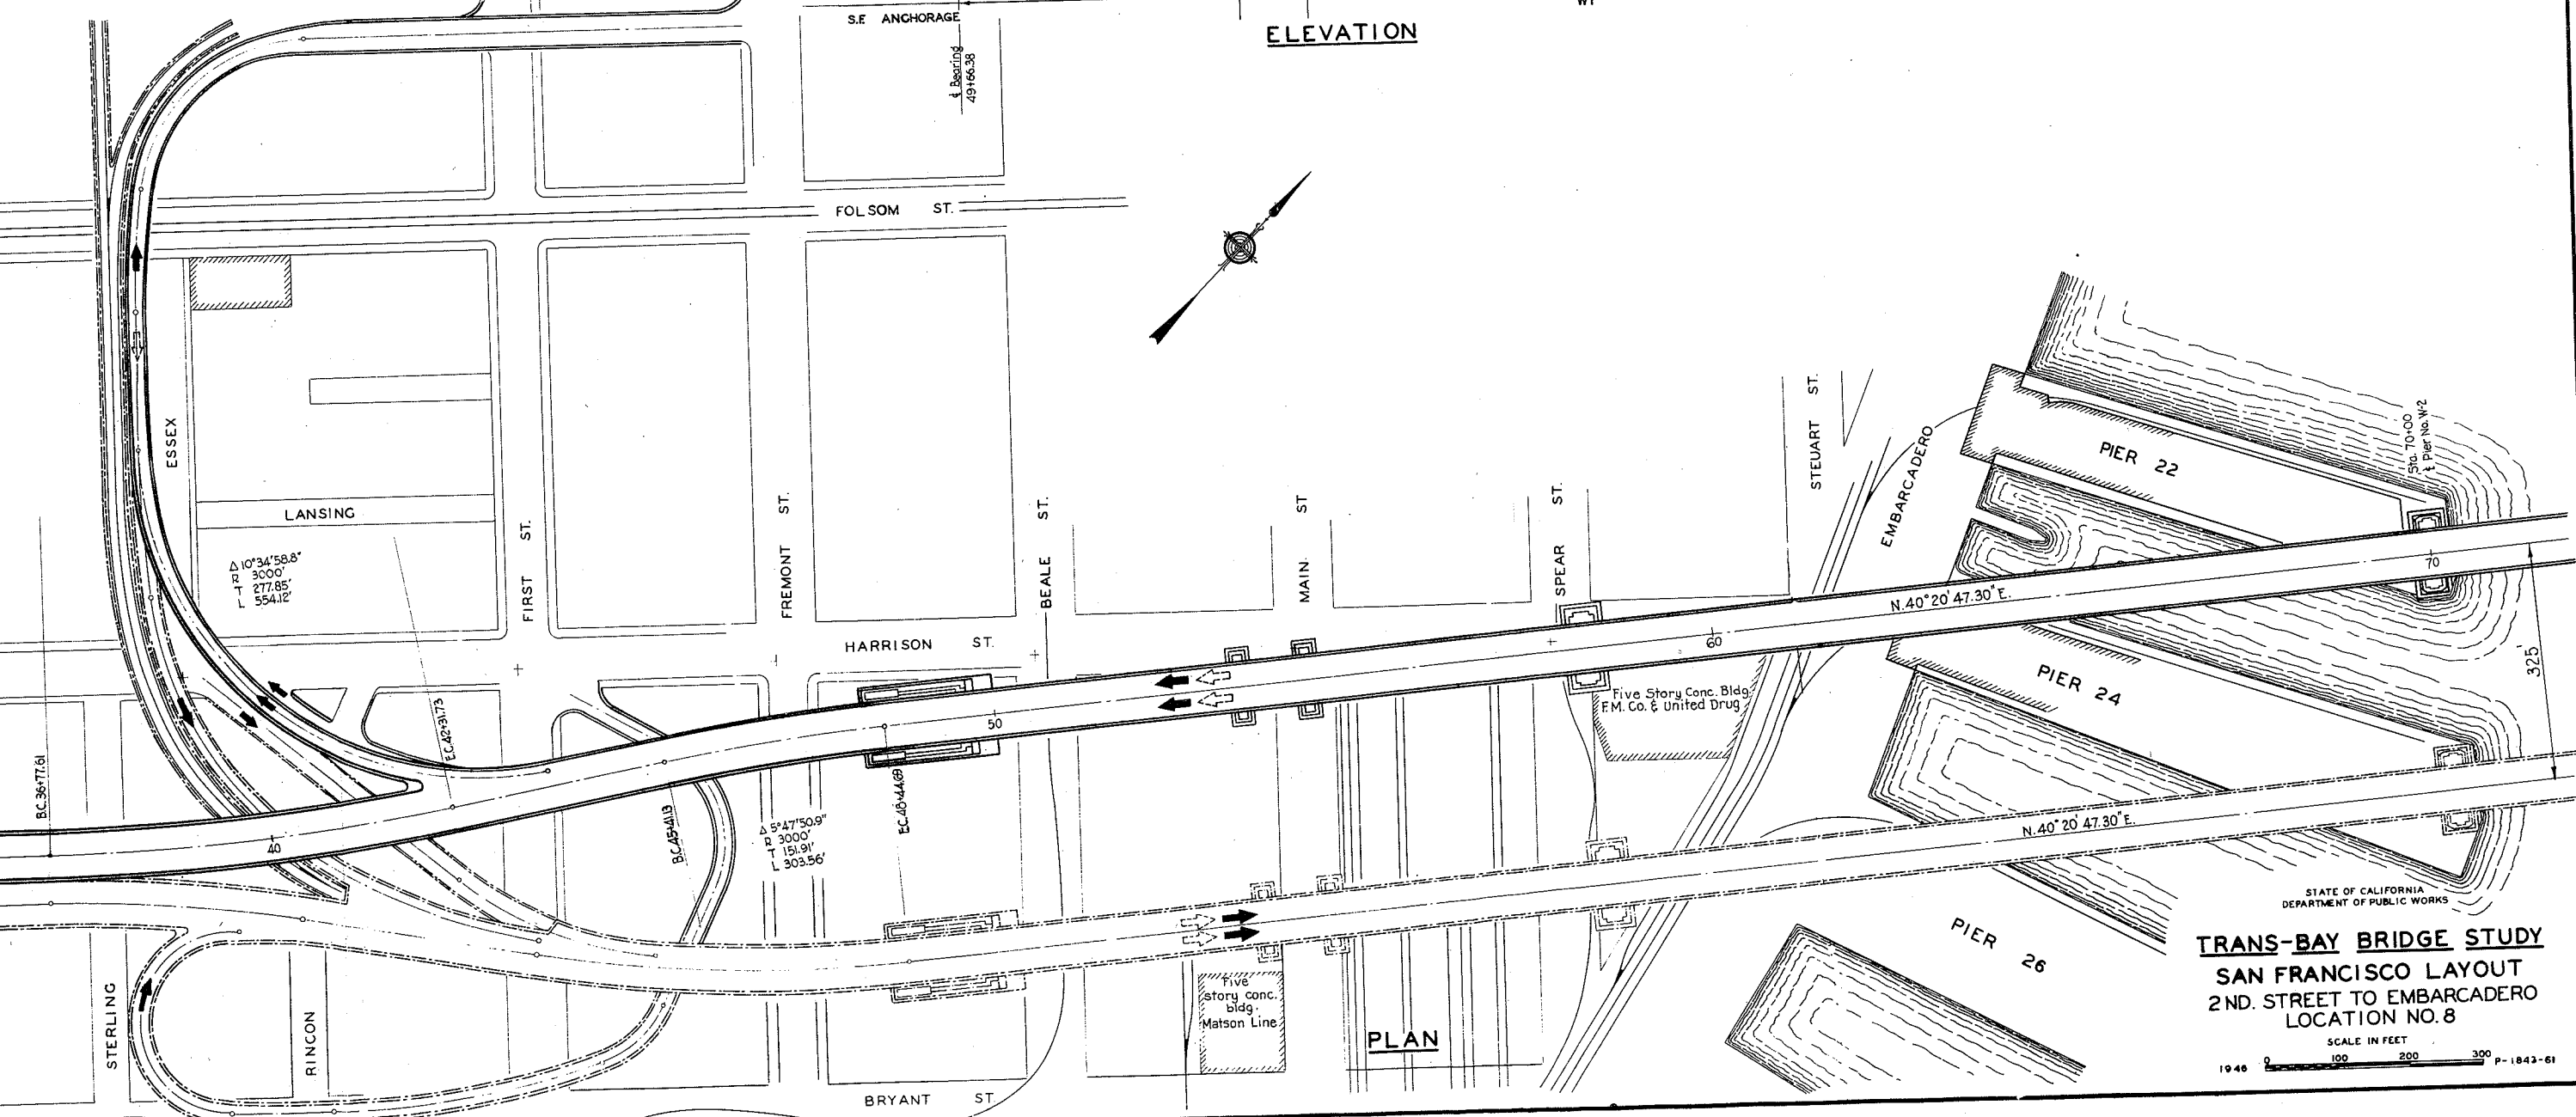 S.E ANCHORAGE
W1
ELEVATION
℄ Bearing
49+66.38
FOLSOM ST.
ESSEX
LANSING
Δ 10°34'58.8"
R 3000'
T 277.85'
L 554.12'
FIRST ST.
FREMONT ST.
BEALE ST.
MAIN ST
SPEAR ST.
STEUART ST.
EMBARCADERO
PIER 22
Sta. 70+00
℄ Pier No. W-2
HARRISON ST.
N.40°20'47.30"E.
70
60
50
40
325'
PIER 24
Five Story Conc. Bldg.
F.M. Co. & United Drug
B.C. 36+77.61
E.C. 42+31.73
B.C. 45+41.13
E.C. 48+44.69
Δ 5°47'50.9"
R 3000'
T 151.91'
L 303.56'
N.40°20'47.30"E.
PIER 26
STERLING
RINCON
Five
story conc.
bldg.
Matson Line
PLAN
BRYANT ST.
STATE OF CALIFORNIA
DEPARTMENT OF PUBLIC WORKS
TRANS-BAY BRIDGE STUDY
SAN FRANCISCO LAYOUT
2ND. STREET TO EMBARCADERO
LOCATION NO. 8
SCALE IN FEET
0 100 200 300
1946
P-1843-61